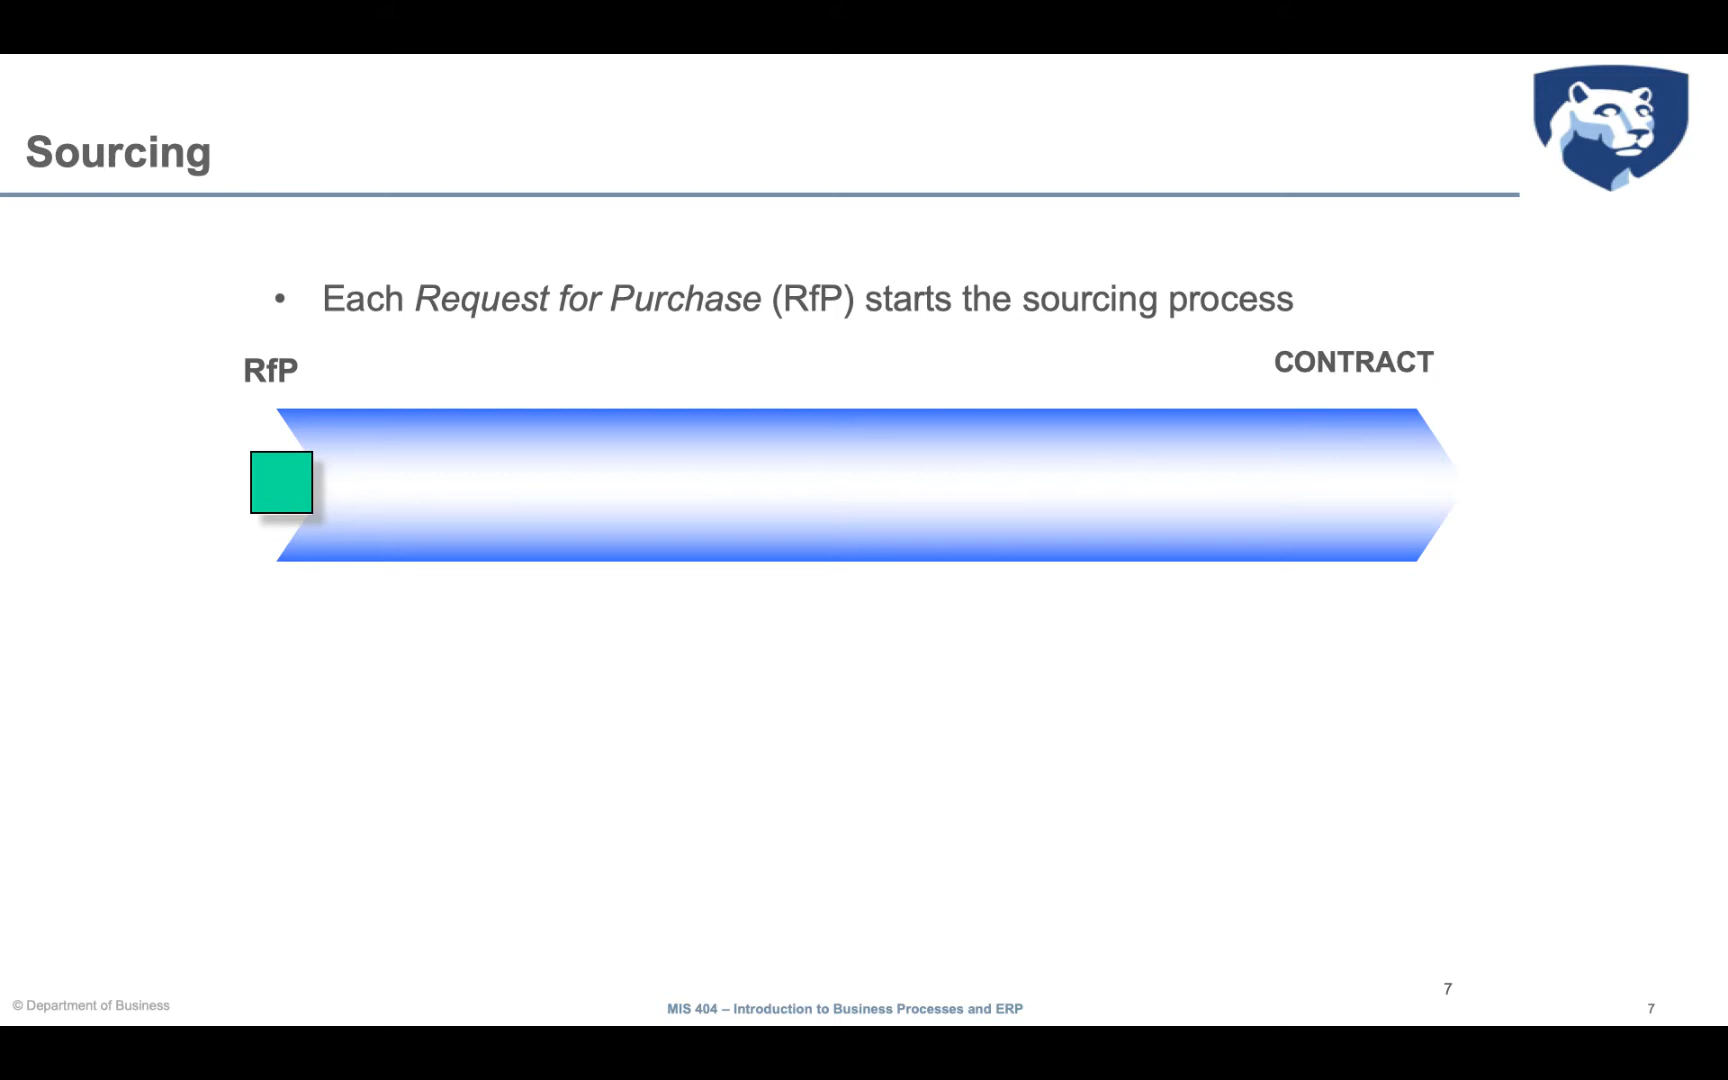 Sourcing
• Each Request for Purchase (RfP) starts the sourcing process
RfP
CONTRACT
7
© Department of Business
MIS 404 – Introduction to Business Processes and ERP
7